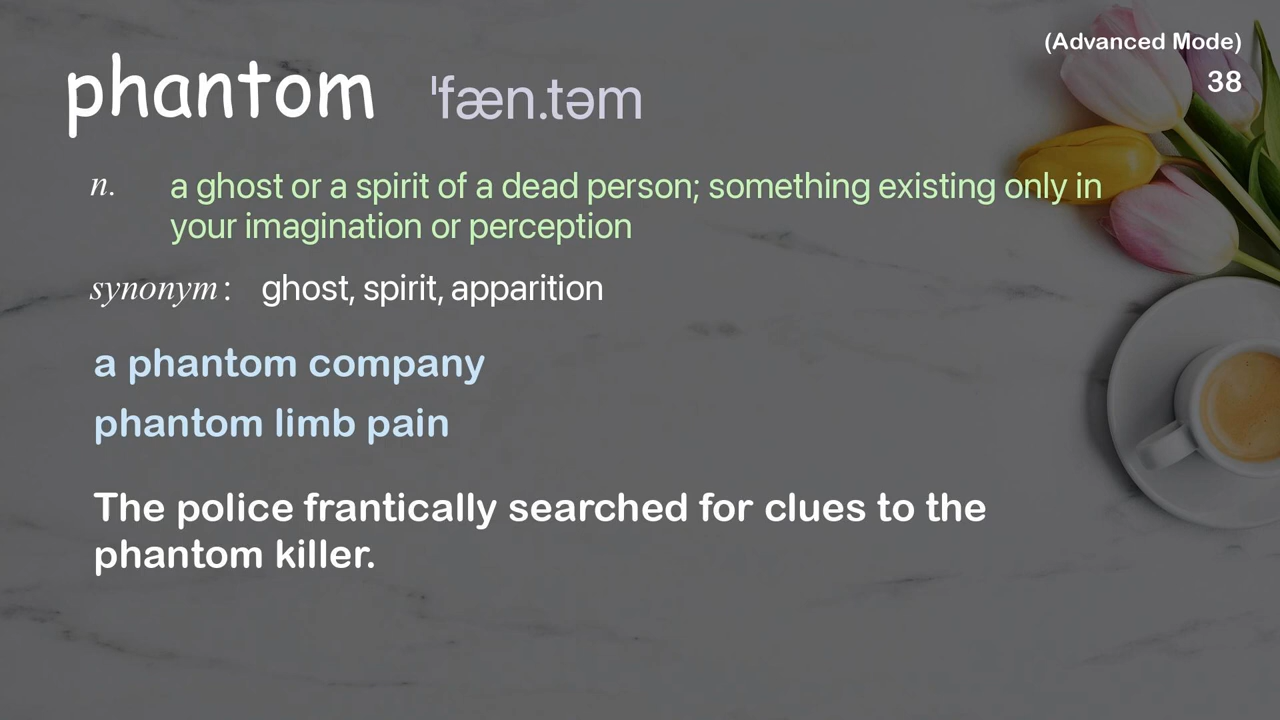 (Advanced Mode)
38
phantom ˈfæn.təm
n. a ghost or a spirit of a dead person; something existing only in
your imagination or perception
synonym: ghost, spirit, apparition
a phantom company
phantom limb pain
The police frantically searched for clues to the
phantom killer.